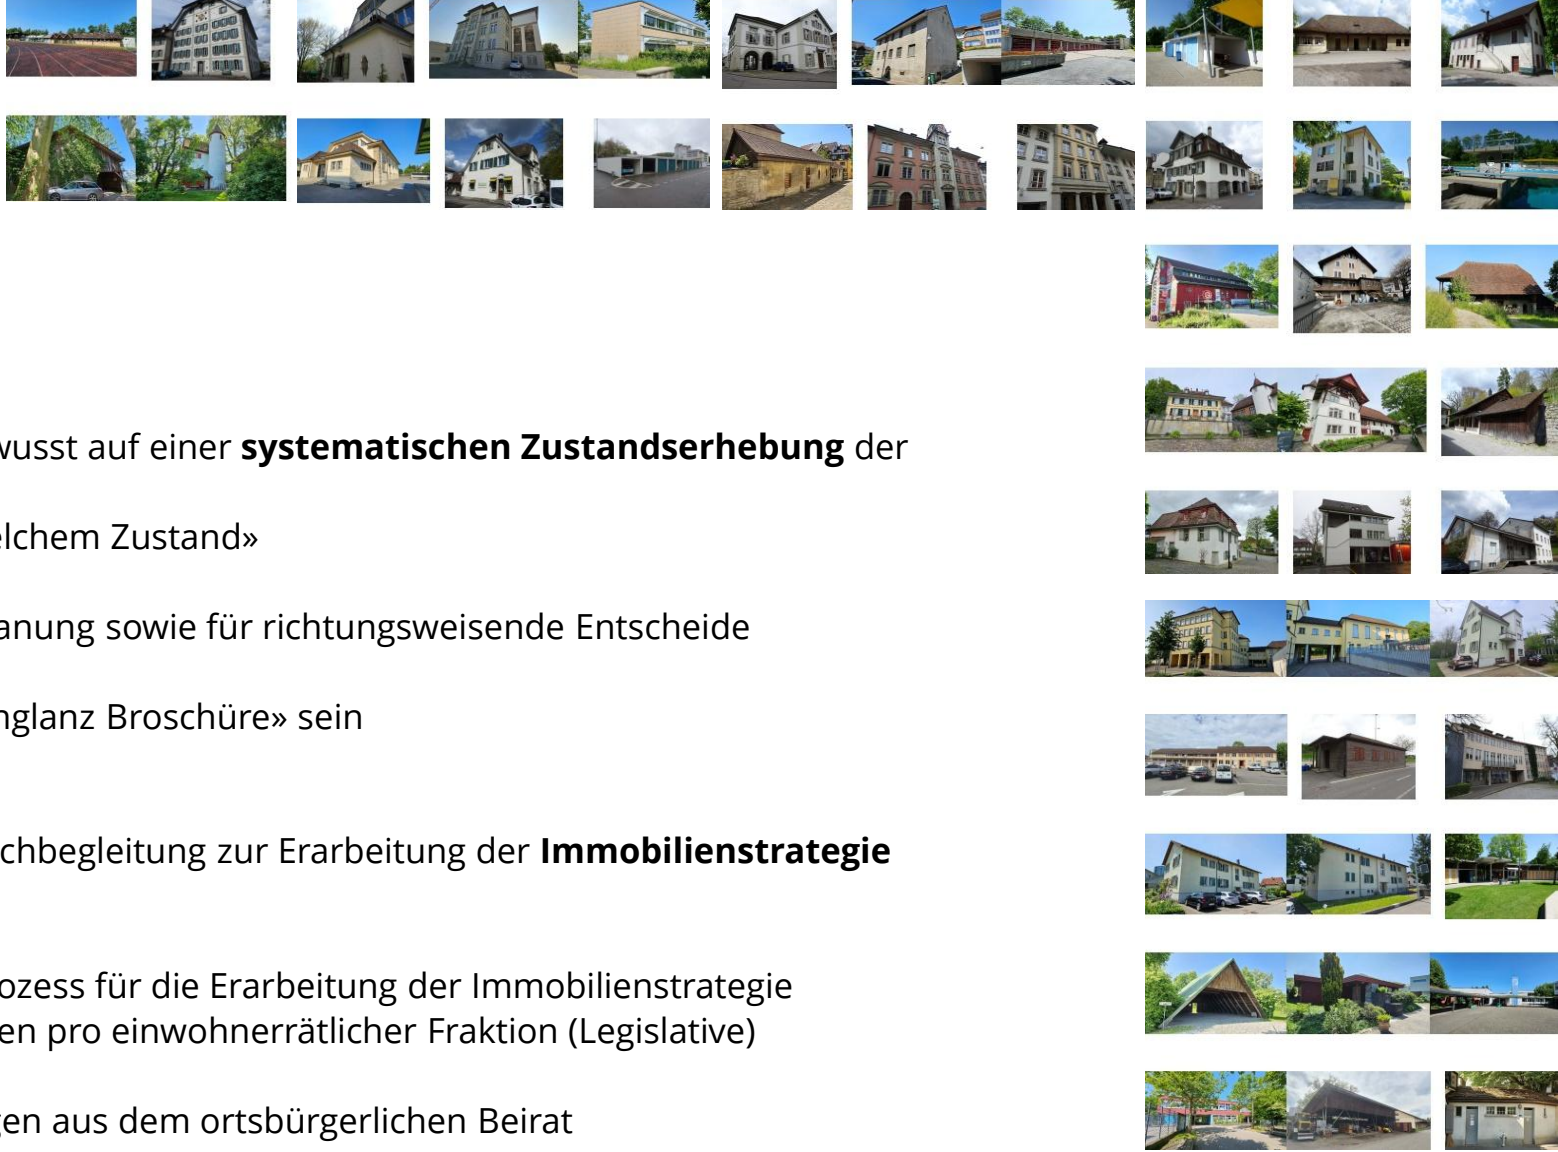 wusst auf einer systematischen Zustandserhebung der
elchem Zustand»
anung sowie für richtungsweisende Entscheide
nglanz Broschüre» sein
chbegleitung zur Erarbeitung der Immobilienstrategie
ozess für die Erarbeitung der Immobilienstrategie
en pro einwohnerrätlicher Fraktion (Legislative)
gen aus dem ortsbürgerlichen Beirat